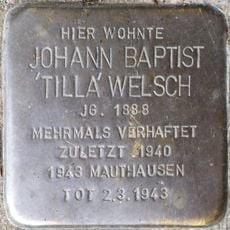 HIER WOHNTE
JOHANN BAPTIST
'TILLA' WELSCH
JG. 1888
MEHRMALS VERHAFTET
ZULETZT 1940
1943 MAUTHAUSEN
TOT 2.3.1943